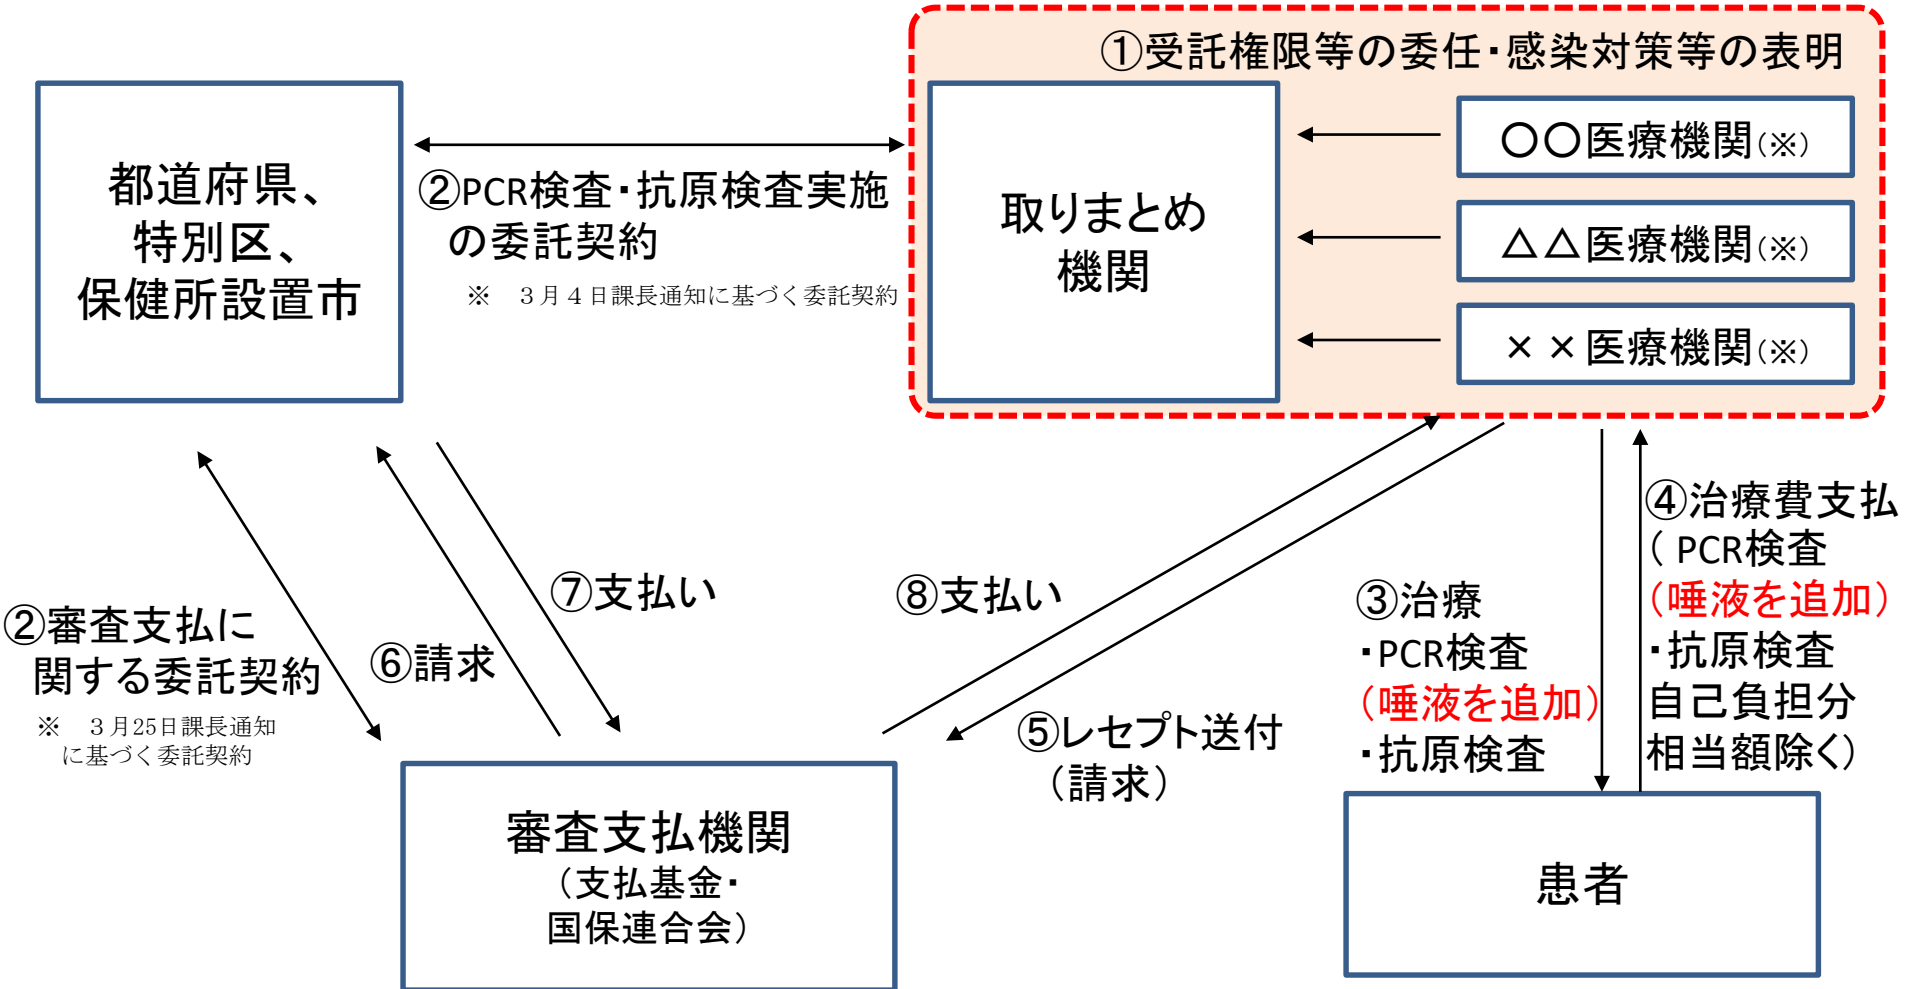 ①受託権限等の委任・感染対策等の表明
都道府県、
特別区、
保健所設置市
②PCR検査・抗原検査実施
の委託契約
※　３月４日課長通知に基づく委託契約
取りまとめ
機関
〇〇医療機関(※)
△△医療機関(※)
××医療機関(※)
②審査支払に
関する委託契約
※　３月25日課長通知
に基づく委託契約
⑥請求
⑦支払い
⑧支払い
⑤レセプト送付
（請求）
③治療
・PCR検査
（唾液を追加）
・抗原検査
④治療費支払
（PCR検査
（唾液を追加）
・抗原検査
自己負担分
相当額除く）
審査支払機関
（支払基金・
国保連合会）
患者